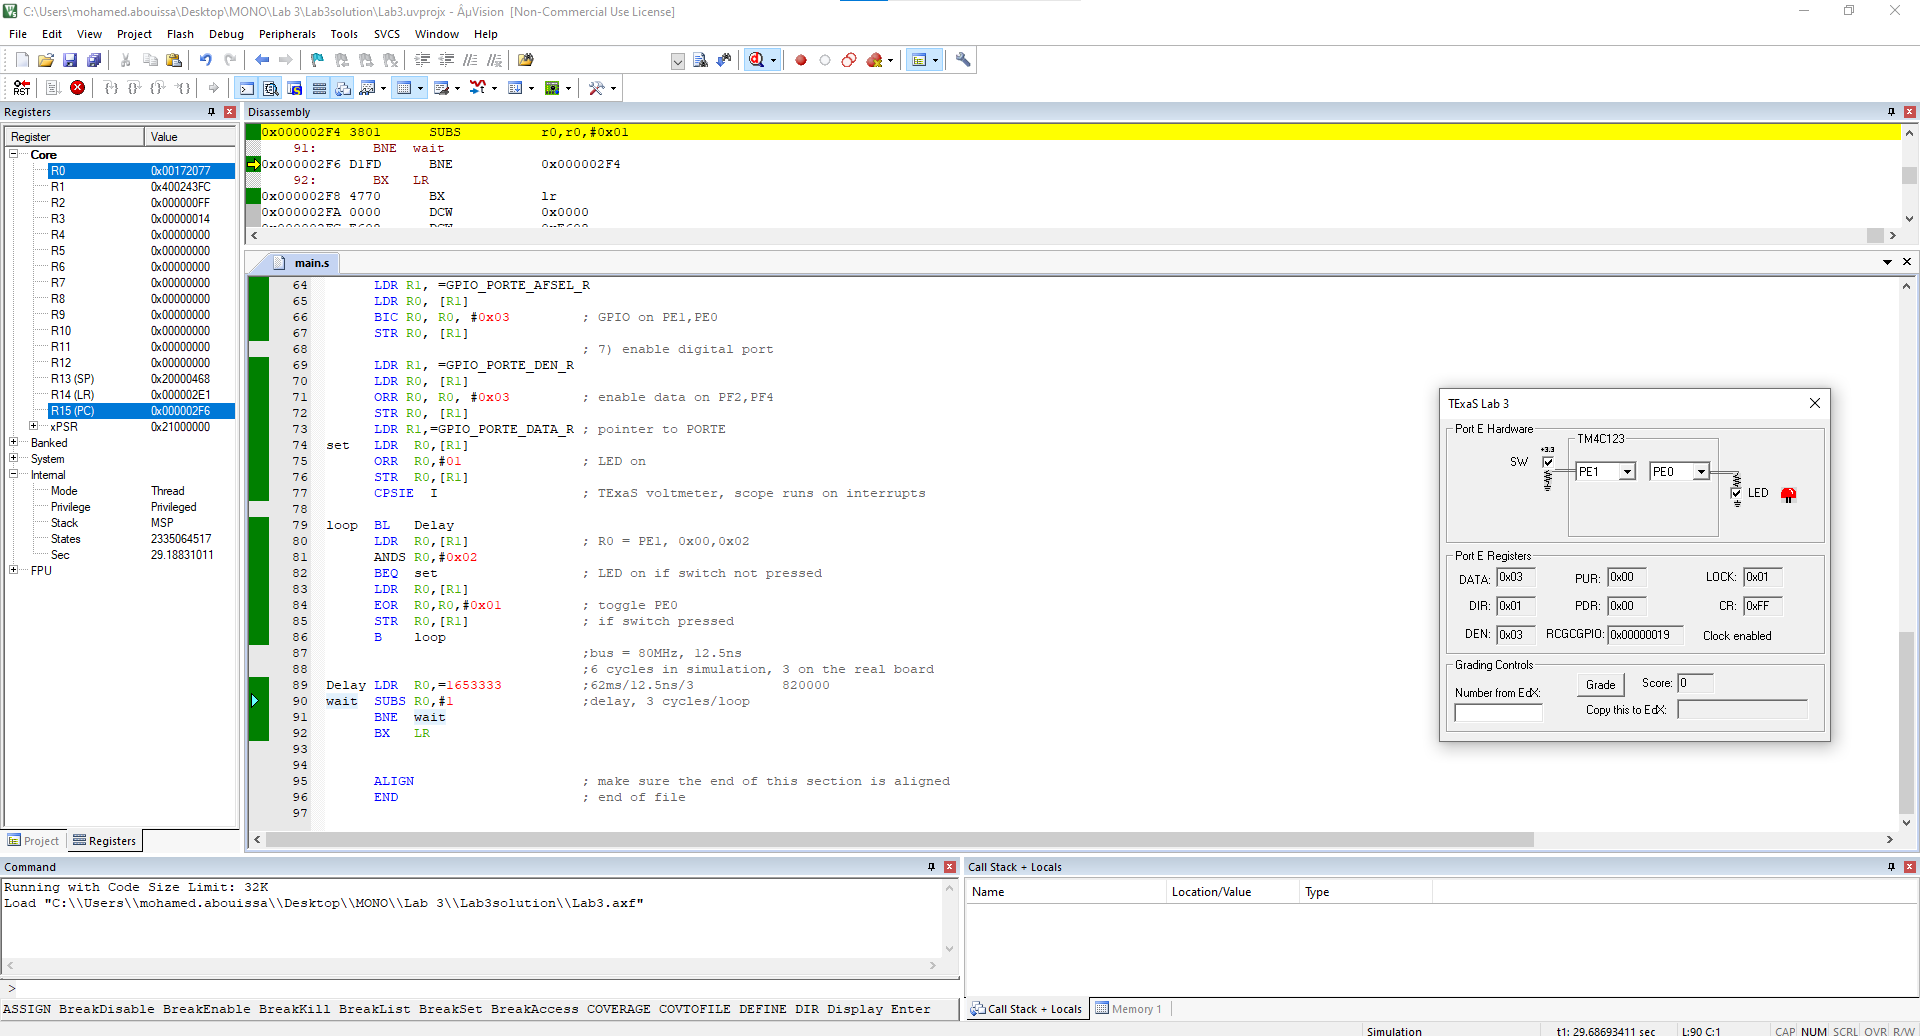 C:\Users\mohamed.abouissa\Desktop\MONO\Lab 3\Lab3solution\Lab3.uvprojx - ÂµVision  [Non-Commercial Use License]
File Edit View Project Flash Debug Peripherals Tools SVCS Window Help
RST
Registers
Register Value
Core
R0 0x00172077
R1 0x400243FC
R2 0x000000FF
R3 0x00000014
R4 0x00000000
R5 0x00000000
R6 0x00000000
R7 0x00000000
R8 0x00000000
R9 0x00000000
R10 0x00000000
R11 0x00000000
R12 0x00000000
R13 (SP) 0x20000468
R14 (LR) 0x000002E1
R15 (PC) 0x000002F6
xPSR 0x21000000
Banked
System
Internal
Mode Thread
Privilege Privileged
Stack MSP
States 2335064517
Sec 29.18831011
FPU
Project Registers
Disassembly
0x000002F4 3801 SUBS r0,r0,#0x01
91: BNE wait
0x000002F6 D1FD BNE 0x000002F4
92: BX LR
0x000002F8 4770 BX lr
0x000002FA 0000 DCW 0x0000
main.s
64 LDR R1, =GPIO_PORTE_AFSEL_R
65 LDR R0, [R1]
66 BIC R0, R0, #0x03 ; GPIO on PE1,PE0
67 STR R0, [R1]
68 ; 7) enable digital port
69 LDR R1, =GPIO_PORTE_DEN_R
70 LDR R0, [R1]
71 ORR R0, R0, #0x03 ; enable data on PF2,PF4
72 STR R0, [R1]
73 LDR R1,=GPIO_PORTE_DATA_R ; pointer to PORTE
74 set LDR R0,[R1]
75 ORR R0,#01 ; LED on
76 STR R0,[R1]
77 CPSIE I ; TExaS voltmeter, scope runs on interrupts
78
79 loop BL Delay
80 LDR R0,[R1] ; R0 = PE1, 0x00,0x02
81 ANDS R0,#0x02
82 BEQ set ; LED on if switch not pressed
83 LDR R0,[R1]
84 EOR R0,R0,#0x01 ; toggle PE0
85 STR R0,[R1] ; if switch pressed
86 B loop
87 ;bus = 80MHz, 12.5ns
88 ;6 cycles in simulation, 3 on the real board
89 Delay LDR R0,=1653333 ;62ms/12.5ns/3 820000
90 wait SUBS R0,#1 ;delay, 3 cycles/loop
91 BNE wait
92 BX LR
93
94
95 ALIGN ; make sure the end of this section is aligned
96 END ; end of file
97
TExaS Lab 3
Port E Hardware
TM4C123
+3.3
SW PE1 PE0 LED
Port E Registers
DATA: 0x03 PUR: 0x00 LOCK: 0x01
DIR: 0x01 PDR: 0x00 CR: 0xFF
DEN: 0x03 RCGCGPIO: 0x00000019 Clock enabled
Grading Controls
Number from EdX: Grade Score: 0
Copy this to EdX:
Command
Running with Code Size Limit: 32K
Load "C:\\Users\\mohamed.abouissa\\Desktop\\MONO\\Lab 3\\Lab3solution\\Lab3.axf"
>
ASSIGN BreakDisable BreakEnable BreakKill BreakList BreakSet BreakAccess COVERAGE COVTOFILE DEFINE DIR Display Enter
Call Stack + Locals
Name Location/Value Type
Call Stack + Locals Memory 1
Simulation t1: 29.68693411 sec L:90 C:1 CAP NUM SCRL OVR R/W